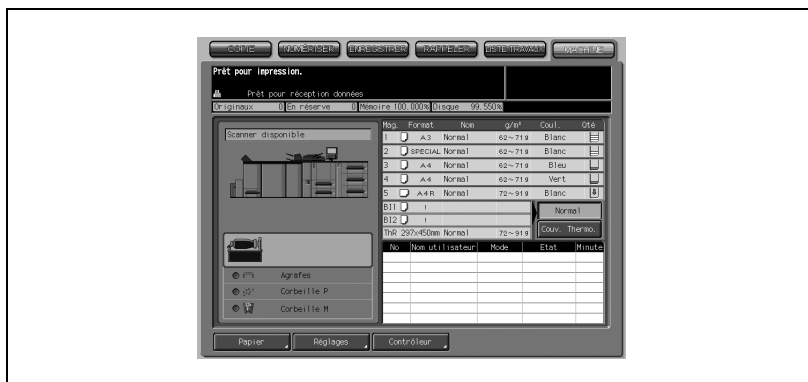 COPIE NUMÉRISER ENREGSTRER RAPPELER LISTE TRAVAUX MACHINE
Prêt pour impression.
Prêt pour réception données
Originaux 0 En réserve 0 Mémoire 100.000% Disque 99.550%
Scanner disponible
Mag. Format Nom g/m² Coul. Qté
1 A3 Normal 62~71g Blanc
2 SPECIAL Normal 62~71g Blanc
3 A4 Normal 62~71g Bleu
4 A4 Normal 62~71g Vert
5 A4R Normal 72~91g Blanc
BI1 !
BI2 !
ThR 297x450mm Normal 72~91g
Normal
Couv. Thermo.
No Nom utilisateur Mode Etat Minute
Agrafes
Corbeille P
Corbeille M
Papier Réglages Contrôleur